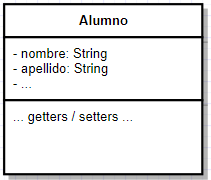 Alumno
- nombre: String
- apellido: String
- ...
... getters / setters ...